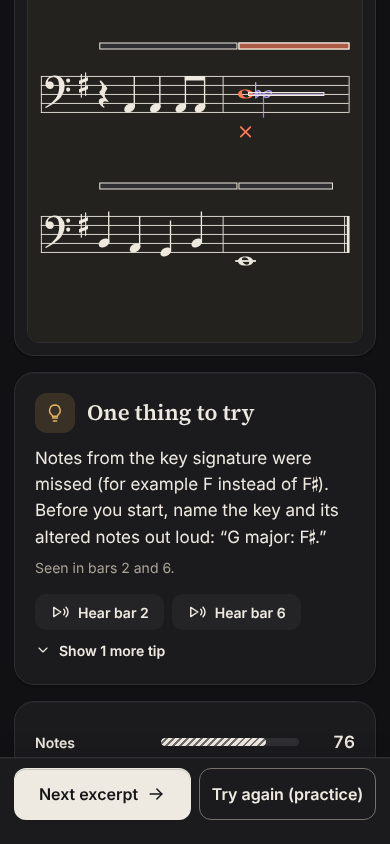 One thing to try
Notes from the key signature were
missed (for example F instead of F♯).
Before you start, name the key and its
altered notes out loud: “G major: F♯.”
Seen in bars 2 and 6.
Hear bar 2
Hear bar 6
Show 1 more tip
Notes
76
Next excerpt →
Try again (practice)